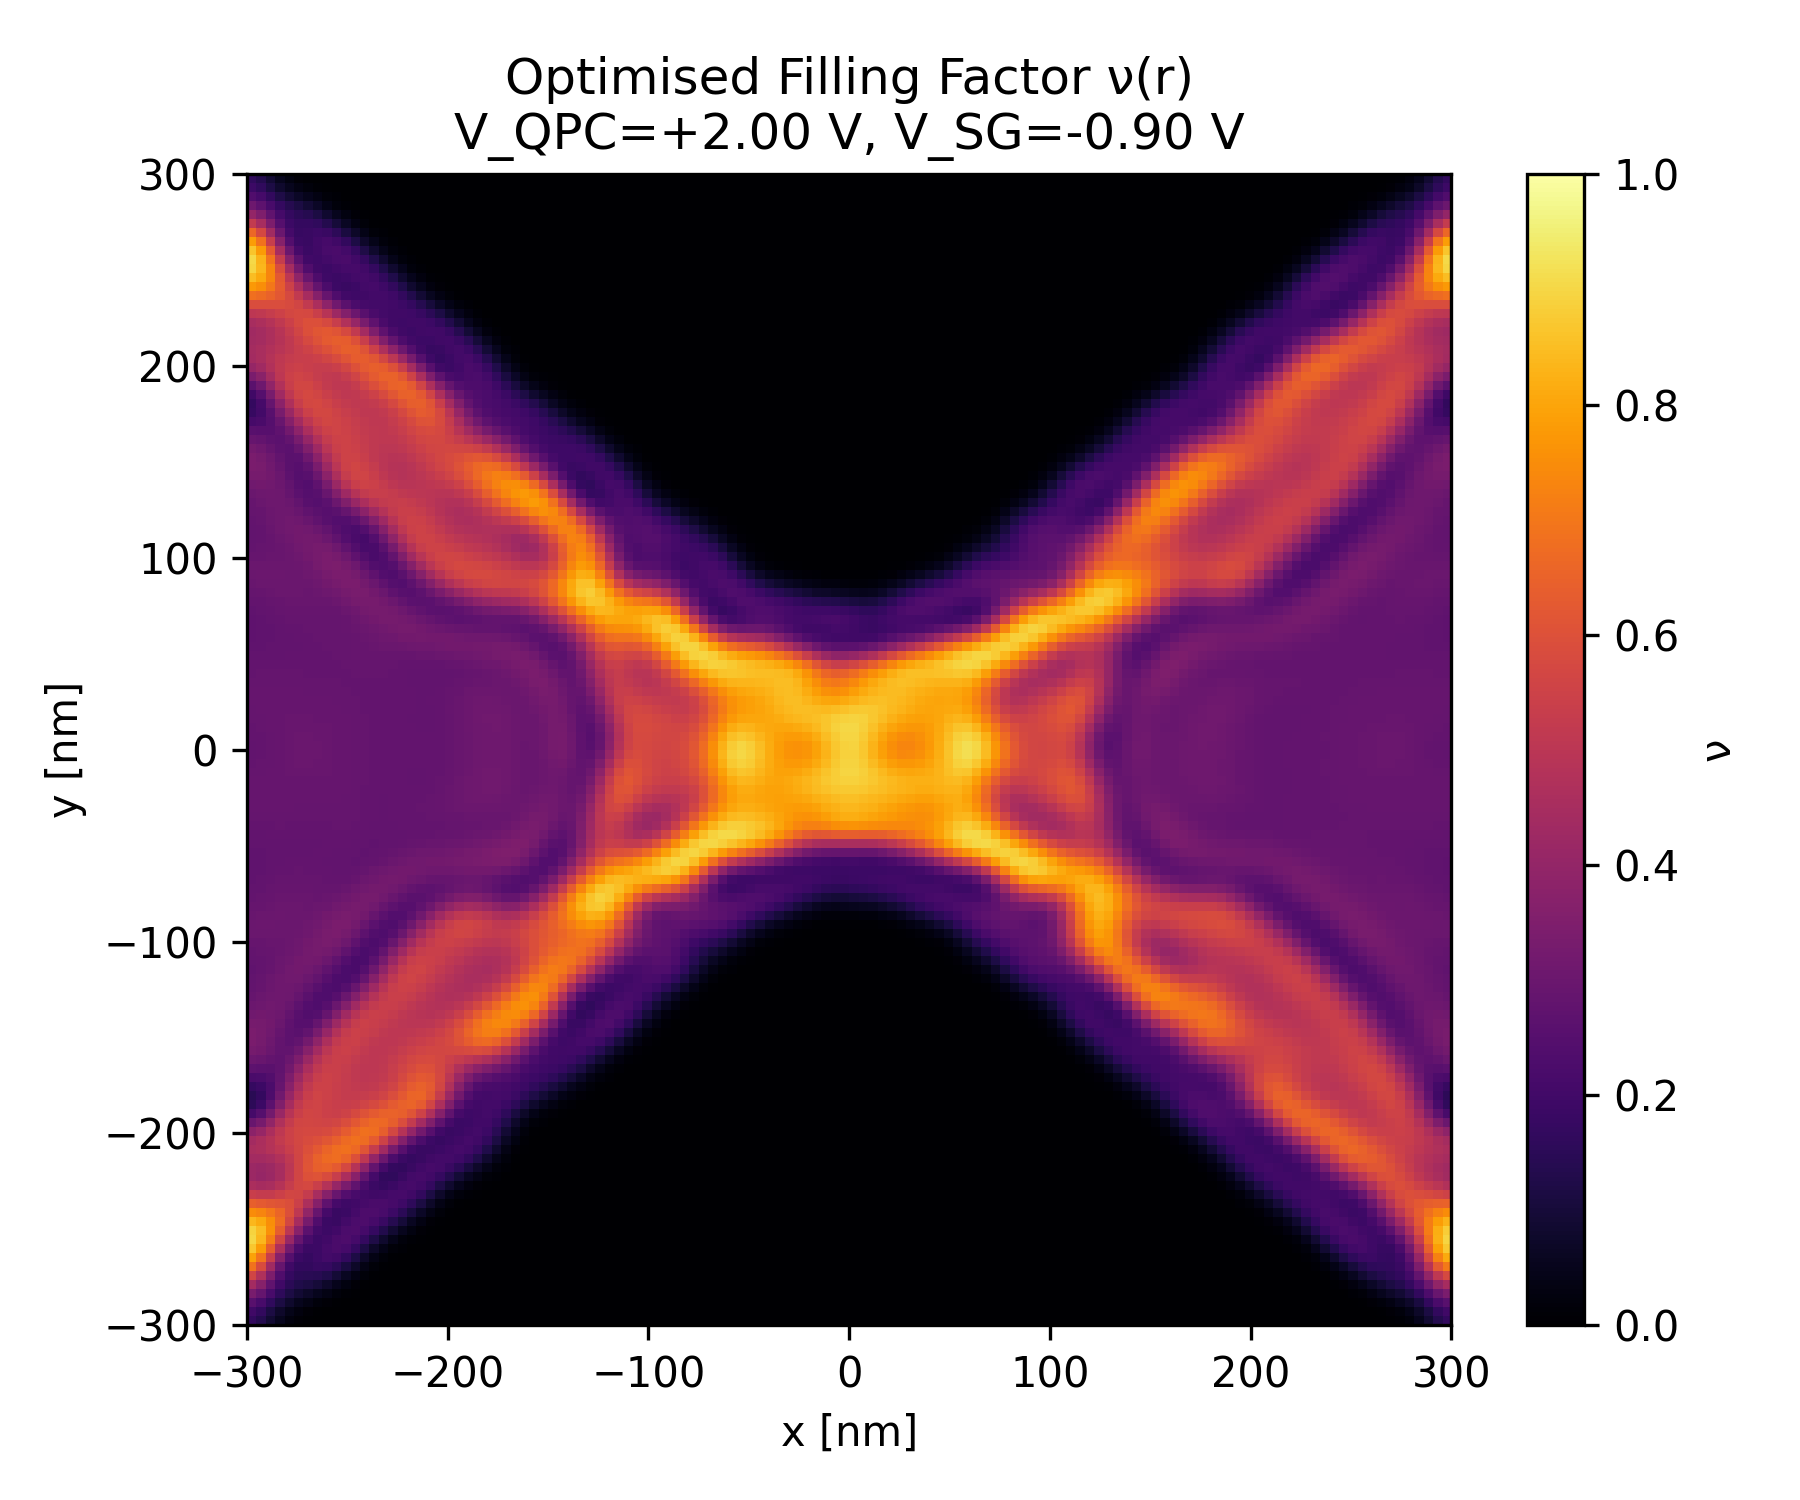 Optimised Filling Factor ν(r)
V_QPC=+2.00 V, V_SG=-0.90 V
300
200
100
0
−100
−200
−300
y [nm]
−300 −200 −100 0 100 200 300
x [nm]
1.0
0.8
0.6
0.4
0.2
0.0
ν